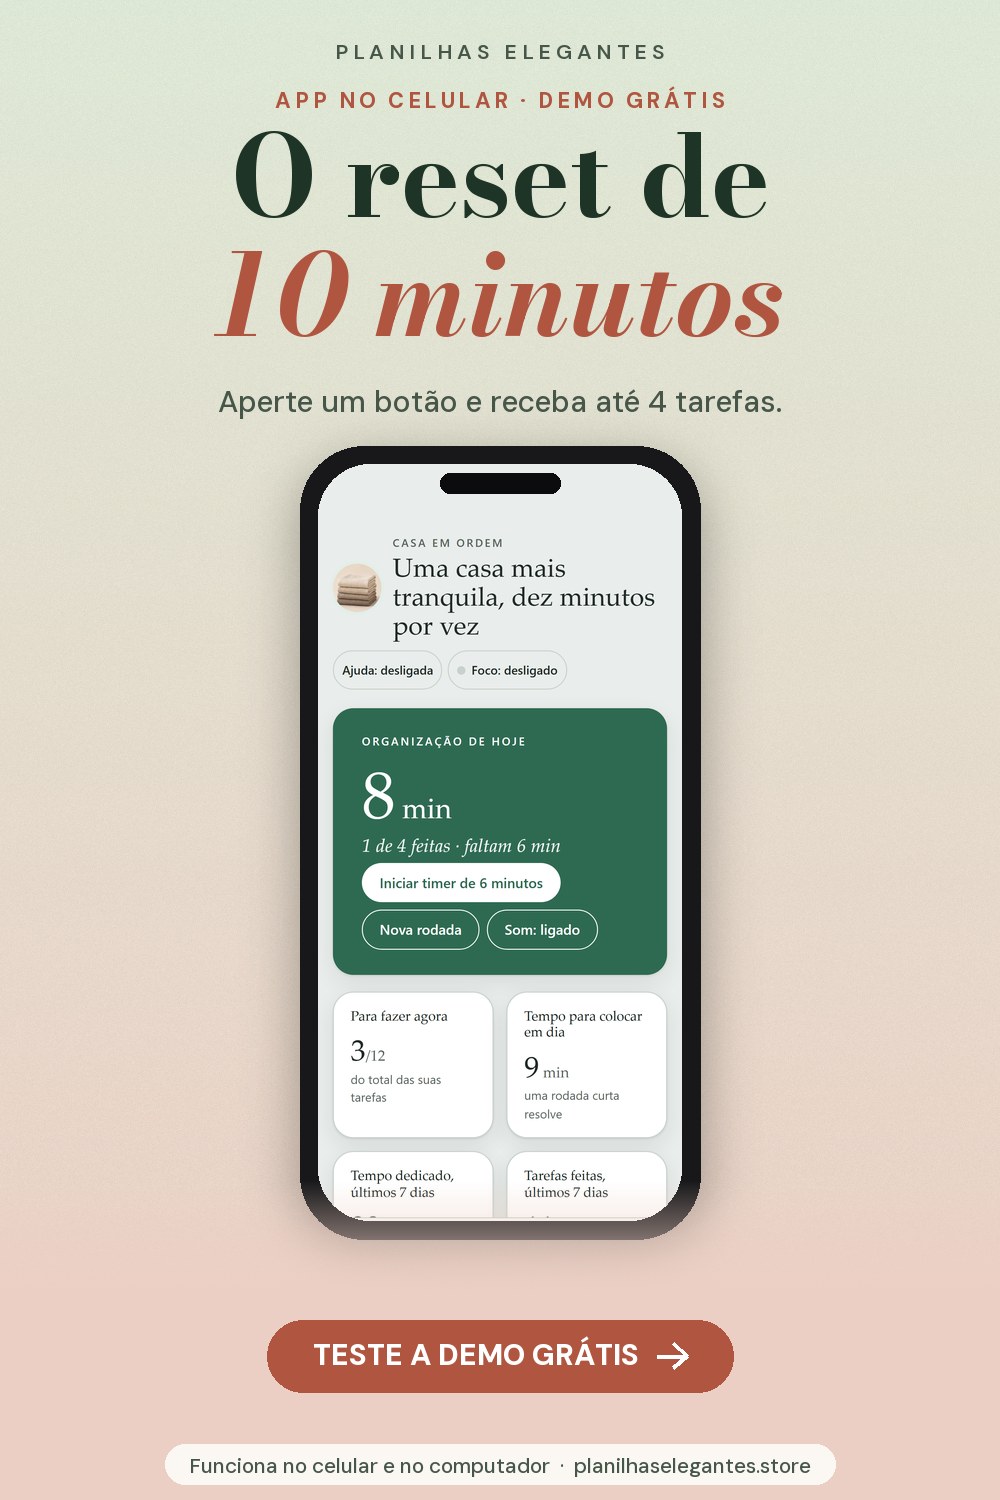 PLANILHAS ELEGANTES
APP NO CELULAR · DEMO GRÁTIS
O reset de
10 minutos
Aperte um botão e receba até 4 tarefas.
CASA EM ORDEM
Uma casa mais
tranquila, dez minutos
por vez
Ajuda: desligada
Foco: desligado
ORGANIZAÇÃO DE HOJE
8 min
1 de 4 feitas · faltam 6 min
Iniciar timer de 6 minutos
Nova rodada
Som: ligado
Para fazer agora
3/12
do total das suas
tarefas
Tempo para colocar
em dia
9 min
uma rodada curta
resolve
Tempo dedicado,
últimos 7 dias
Tarefas feitas,
últimos 7 dias
TESTE A DEMO GRÁTIS →
Funciona no celular e no computador · planilhaselegantes.store